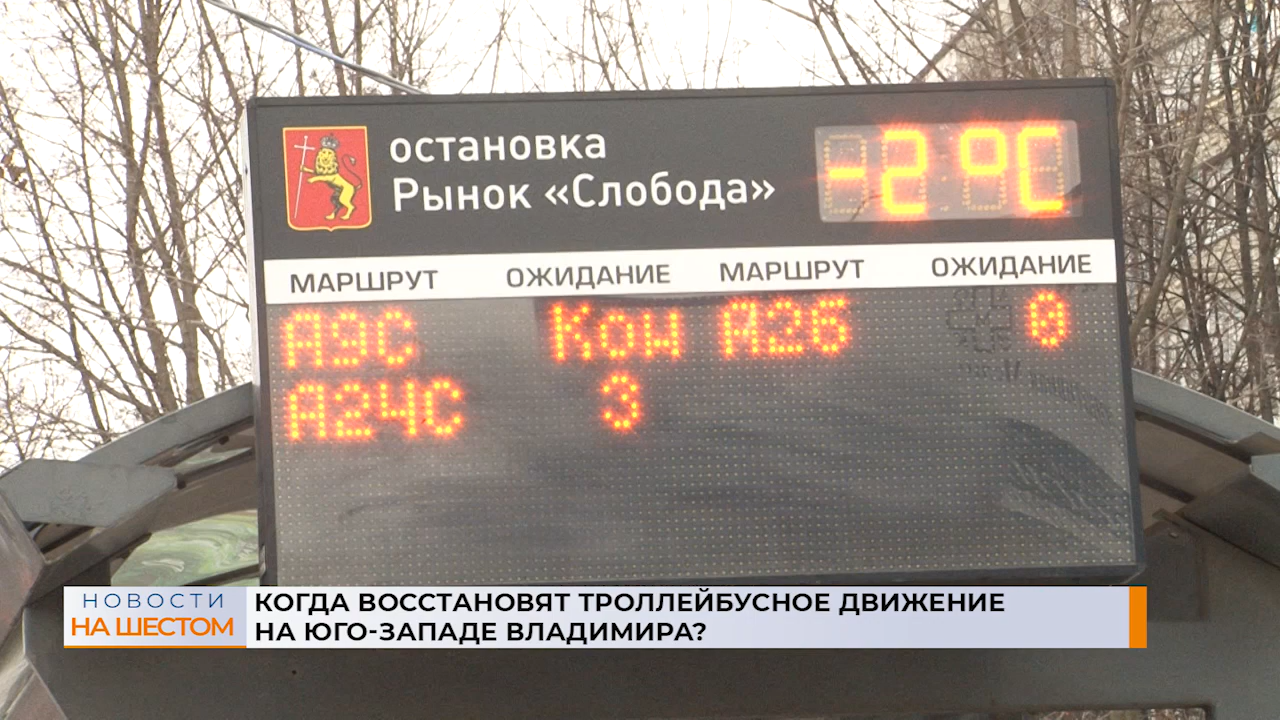 остановка
Рынок «Слобода»
-2°C
МАРШРУТ ОЖИДАНИЕ МАРШРУТ ОЖИДАНИЕ
А9С Кон А26 0
А24С 3
НОВОСТИ
НА ШЕСТОМ
КОГДА ВОССТАНОВЯТ ТРОЛЛЕЙБУСНОЕ ДВИЖЕНИЕ
НА ЮГО-ЗАПАДЕ ВЛАДИМИРА?